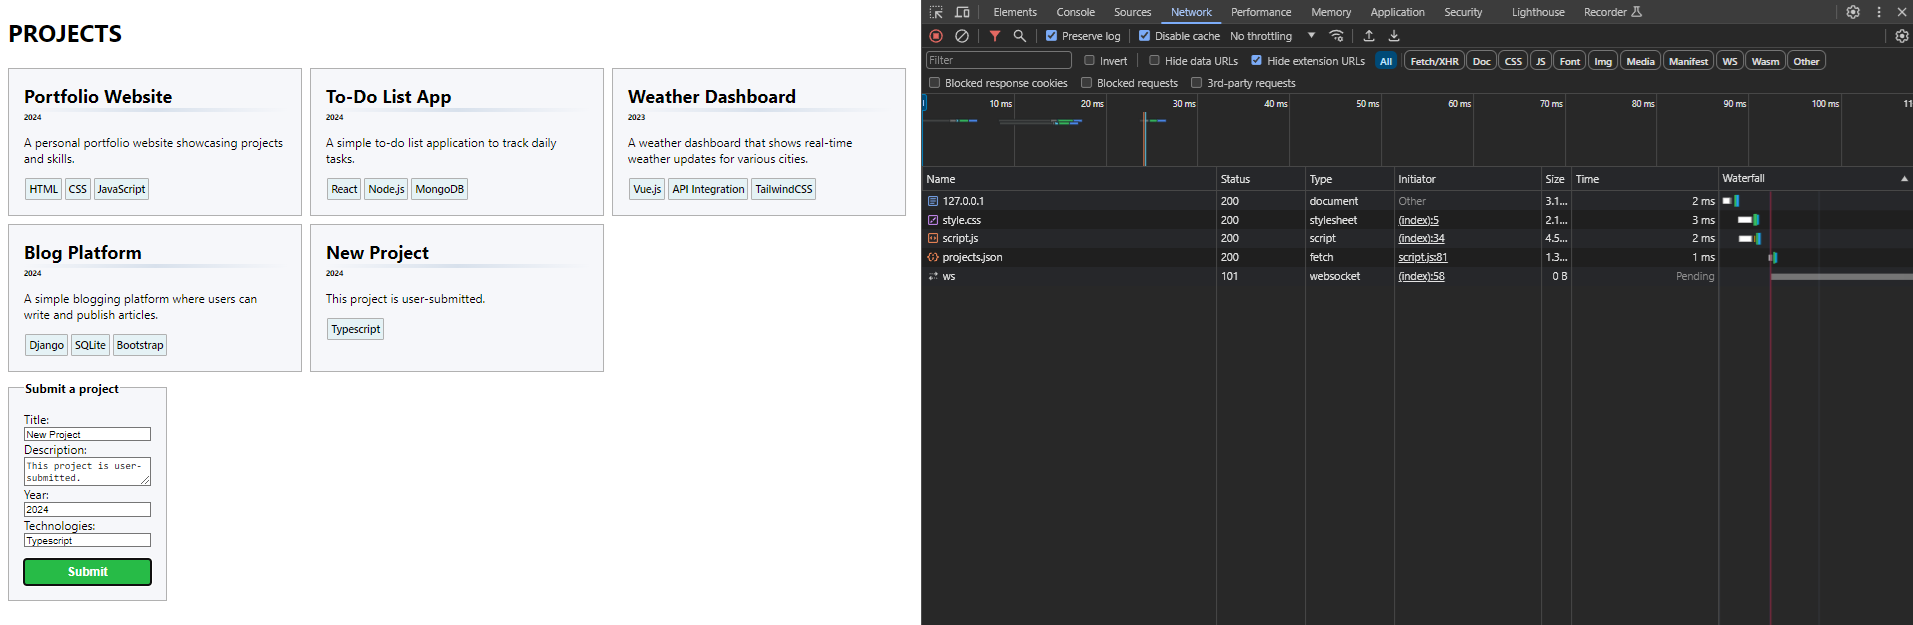 PROJECTS
Portfolio Website
2024
A personal portfolio website showcasing projects
and skills.
HTML CSS JavaScript
To-Do List App
2024
A simple to-do list application to track daily
tasks.
React Node.js MongoDB
Weather Dashboard
2023
A weather dashboard that shows real-time
weather updates for various cities.
Vue.js API Integration TailwindCSS
Blog Platform
2024
A simple blogging platform where users can
write and publish articles.
Django SQLite Bootstrap
New Project
2024
This project is user-submitted.
Typescript
Submit a project
Title:
New Project
Description:
This project is user-
submitted.
Year:
2024
Technologies:
Typescript
Submit
Elements Console Sources Network Performance Memory Application Security Lighthouse Recorder
Preserve log Disable cache No throttling
Filter Invert Hide data URLs Hide extension URLs All Fetch/XHR Doc CSS JS Font Img Media Manifest WS Wasm Other
Blocked response cookies Blocked requests 3rd-party requests
10 ms 20 ms 30 ms 40 ms 50 ms 60 ms 70 ms 80 ms 90 ms 100 ms 11
Name Status Type Initiator Size Time Waterfall
127.0.0.1 200 document Other 3.1... 2 ms
style.css 200 stylesheet (index):5 2.1... 3 ms
script.js 200 script (index):34 4.5... 2 ms
projects.json 200 fetch script.js:81 1.3... 1 ms
ws 101 websocket (index):58 0 B Pending